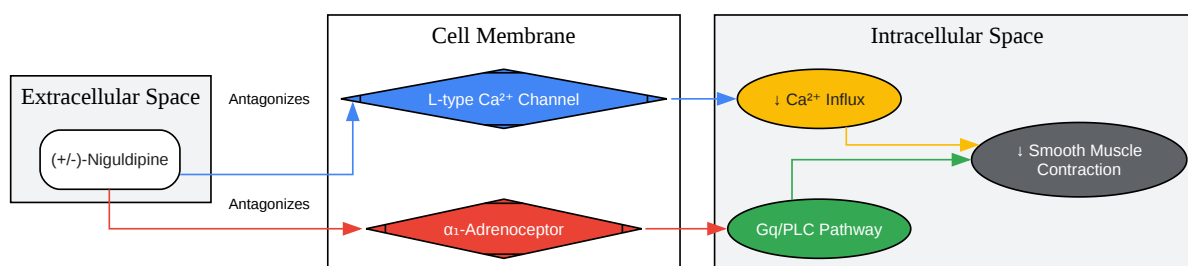 Extracellular Space
(+/-)-Niguldipine
Antagonizes
Antagonizes
Cell Membrane
L-type Ca²⁺ Channel
α₁-Adrenoceptor
Intracellular Space
↓ Ca²⁺ Influx
Gq/PLC Pathway
↓ Smooth Muscle
Contraction